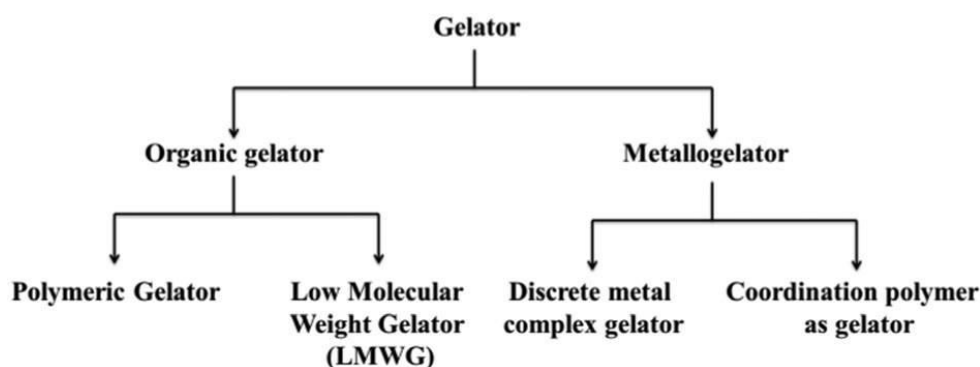 Gelator
Organic gelator
Metallogelator
Polymeric Gelator
Low Molecular
Weight Gelator
(LMWG)
Discrete metal
complex gelator
Coordination polymer
as gelator